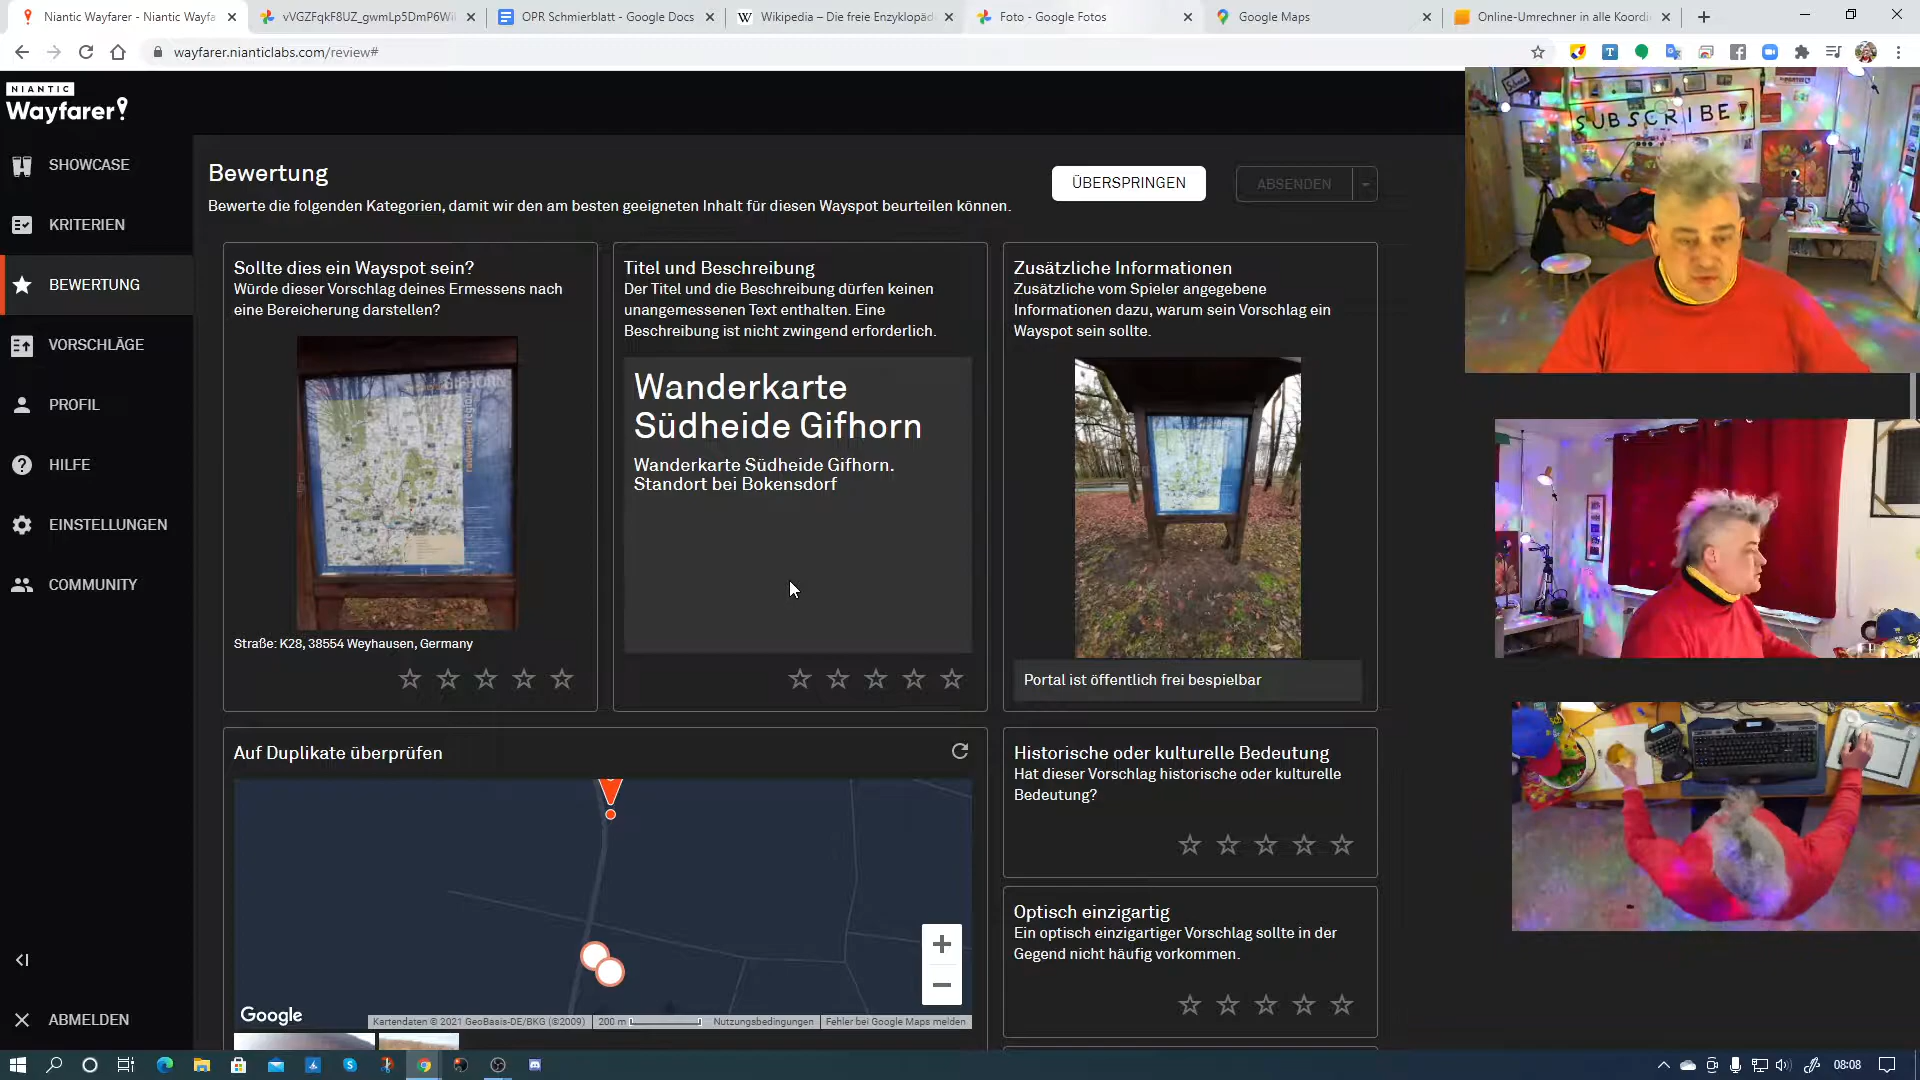 Niantic Wayfarer - Niantic Wayfa
vVGZFqkF8UZ_gwmLp5DmP6Wi
OPR Schmierblatt - Google Docs
Wikipedia – Die freie Enzyklopäd
Foto - Google Fotos
Google Maps
Online-Umrechner in alle Koordi
wayfarer.nianticlabs.com/review#
NIANTIC
Wayfarer
SHOWCASE
KRITERIEN
BEWERTUNG
VORSCHLÄGE
PROFIL
HILFE
EINSTELLUNGEN
COMMUNITY
ABMELDEN
Bewertung
Bewerte die folgenden Kategorien, damit wir den am besten geeigneten Inhalt für diesen Wayspot beurteilen können.
ÜBERSPRINGEN
ABSENDEN
Sollte dies ein Wayspot sein?
Würde dieser Vorschlag deines Ermessens nach
eine Bereicherung darstellen?
GIFHORN
Straße: K28, 38554 Weyhausen, Germany
Titel und Beschreibung
Der Titel und die Beschreibung dürfen keinen
unangemessenen Text enthalten. Eine
Beschreibung ist nicht zwingend erforderlich.
Wanderkarte
Südheide Gifhorn
Wanderkarte Südheide Gifhorn.
Standort bei Bokensdorf
Zusätzliche Informationen
Zusätzliche vom Spieler angegebene
Informationen dazu, warum sein Vorschlag ein
Wayspot sein sollte.
Portal ist öffentlich frei bespielbar
Auf Duplikate überprüfen
Google
Kartendaten © 2021 GeoBasis-DE/BKG (©2009)
200 m
Nutzungsbedingungen
Fehler bei Google Maps melden
Historische oder kulturelle Bedeutung
Hat dieser Vorschlag historische oder kulturelle
Bedeutung?
Optisch einzigartig
Ein optisch einzigartiger Vorschlag sollte in der
Gegend nicht häufig vorkommen.
SUBSCRIBE!
08:08